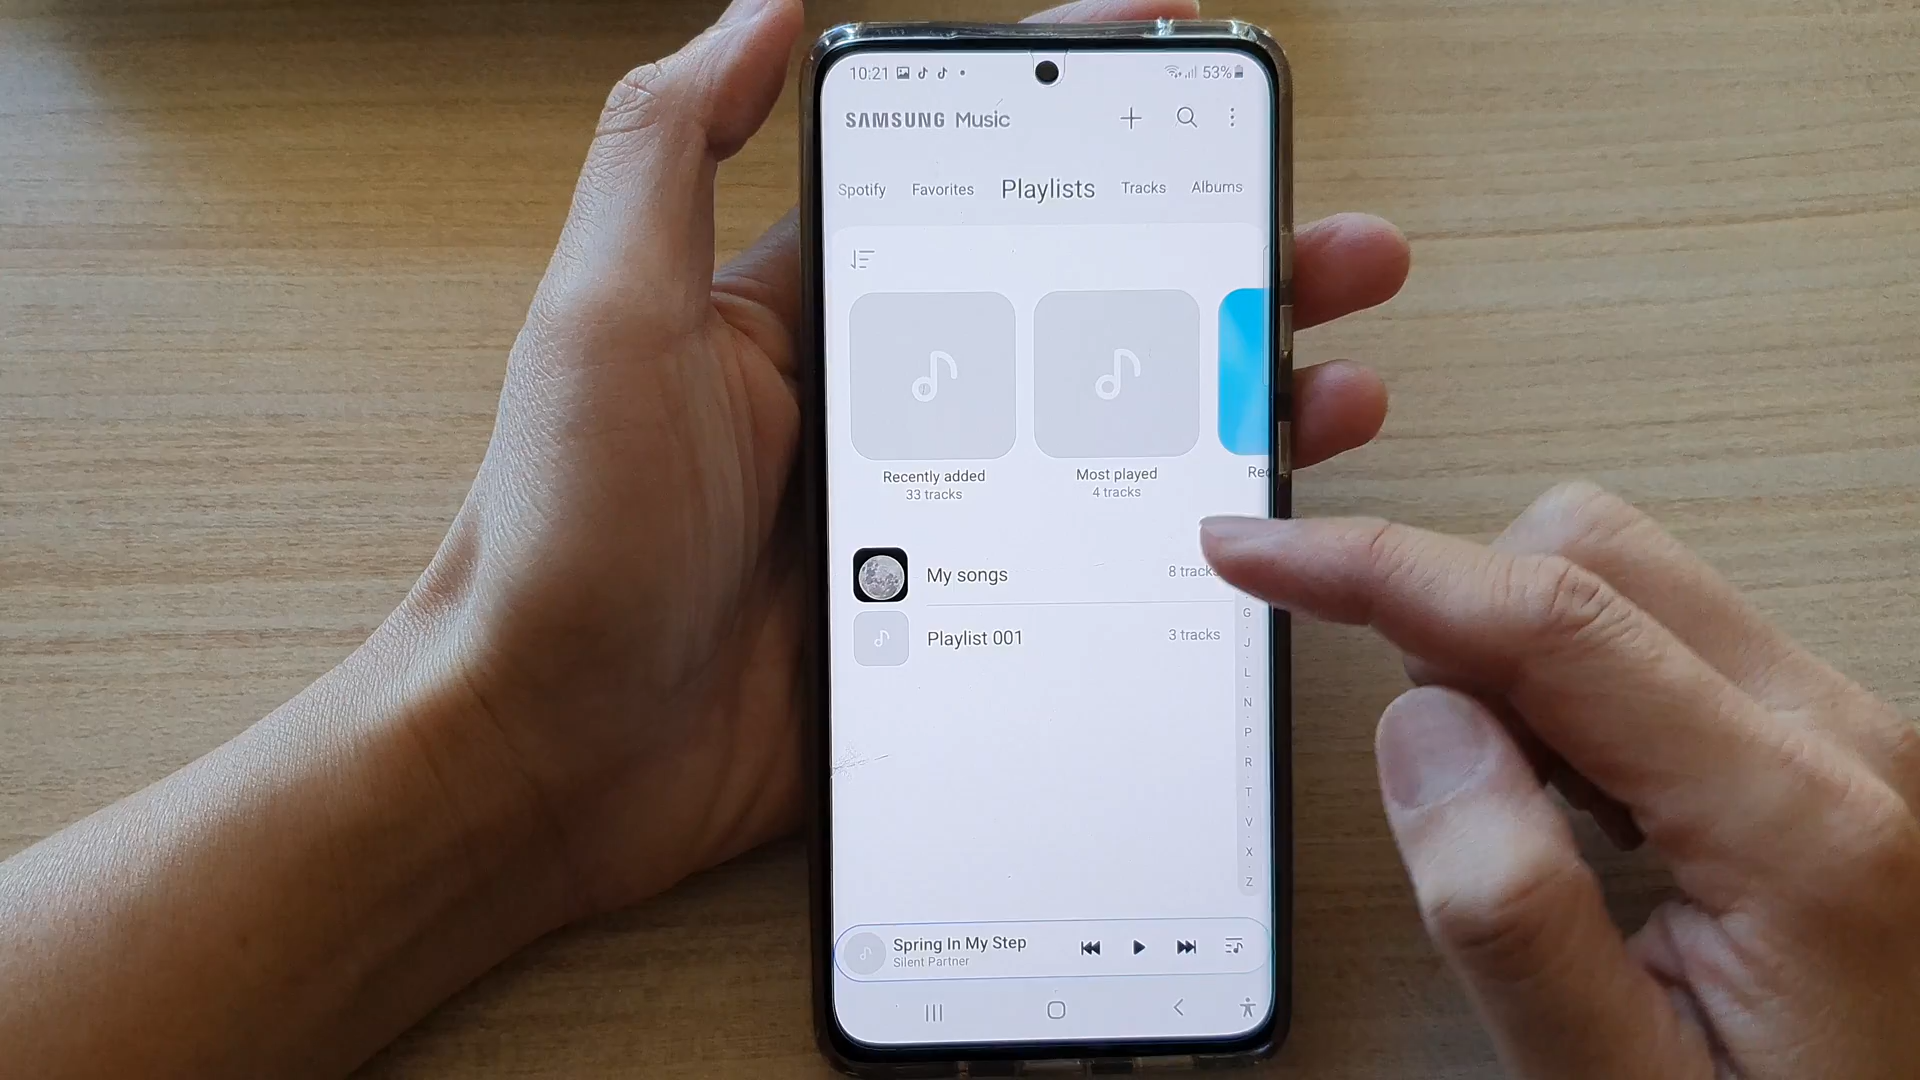 10:21 53%
SAMSUNG Music
Spotify Favorites Playlists Tracks Albums
Recently added Most played
33 tracks 4 tracks
My songs 8 tracks
Playlist 001 3 tracks
G
J
L
N
P
R
T
V
X
Z
Spring In My Step
Silent Partner